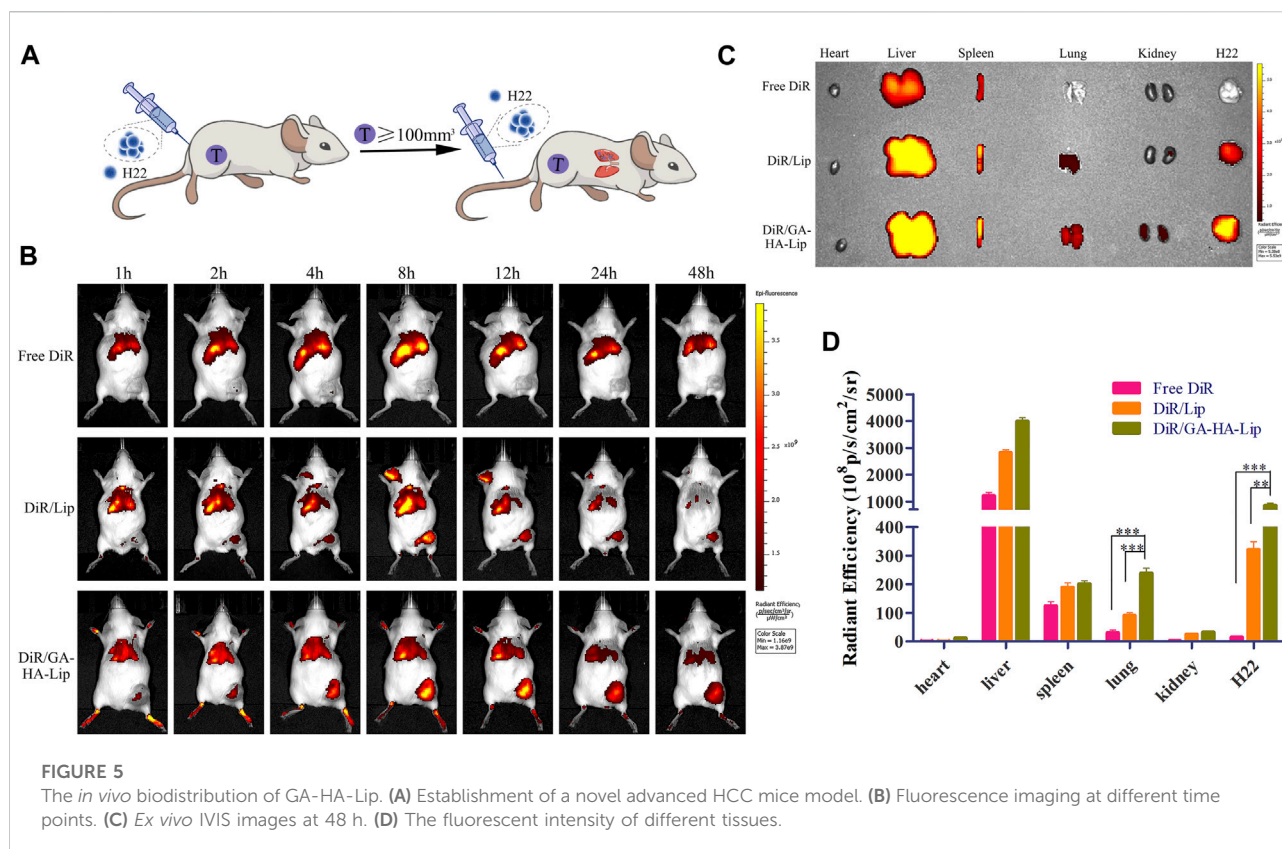 A
H22
T
T ≥100mm³
H22
T
B
1h 2h 4h 8h 12h 24h 48h
Free DiR
DiR/Lip
DiR/GA-
HA-Lip
Epi-fluorescence
3.5
3.0
×10⁹
2.5
2.0
1.5
Radiant Efficiency
Color Scale
Min = 1.16e9
Max = 3.87e9
C
Heart Liver Spleen Lung Kidney H22
Free DiR
DiR/Lip
DiR/GA-
HA-Lip
Radiant Efficiency
Color Scale
D
Free DiR
DiR/Lip
DiR/GA-HA-Lip
Radiant Efficiency (10⁸p/s/cm²/sr)
5000
4000
3000
2000
1000
400
300
200
100
0
***
***
***
**
heart liver spleen lung kidney H22
FIGURE 5
The in vivo biodistribution of GA-HA-Lip. (A) Establishment of a novel advanced HCC mice model. (B) Fluorescence imaging at different time
points. (C) Ex vivo IVIS images at 48 h. (D) The fluorescent intensity of different tissues.